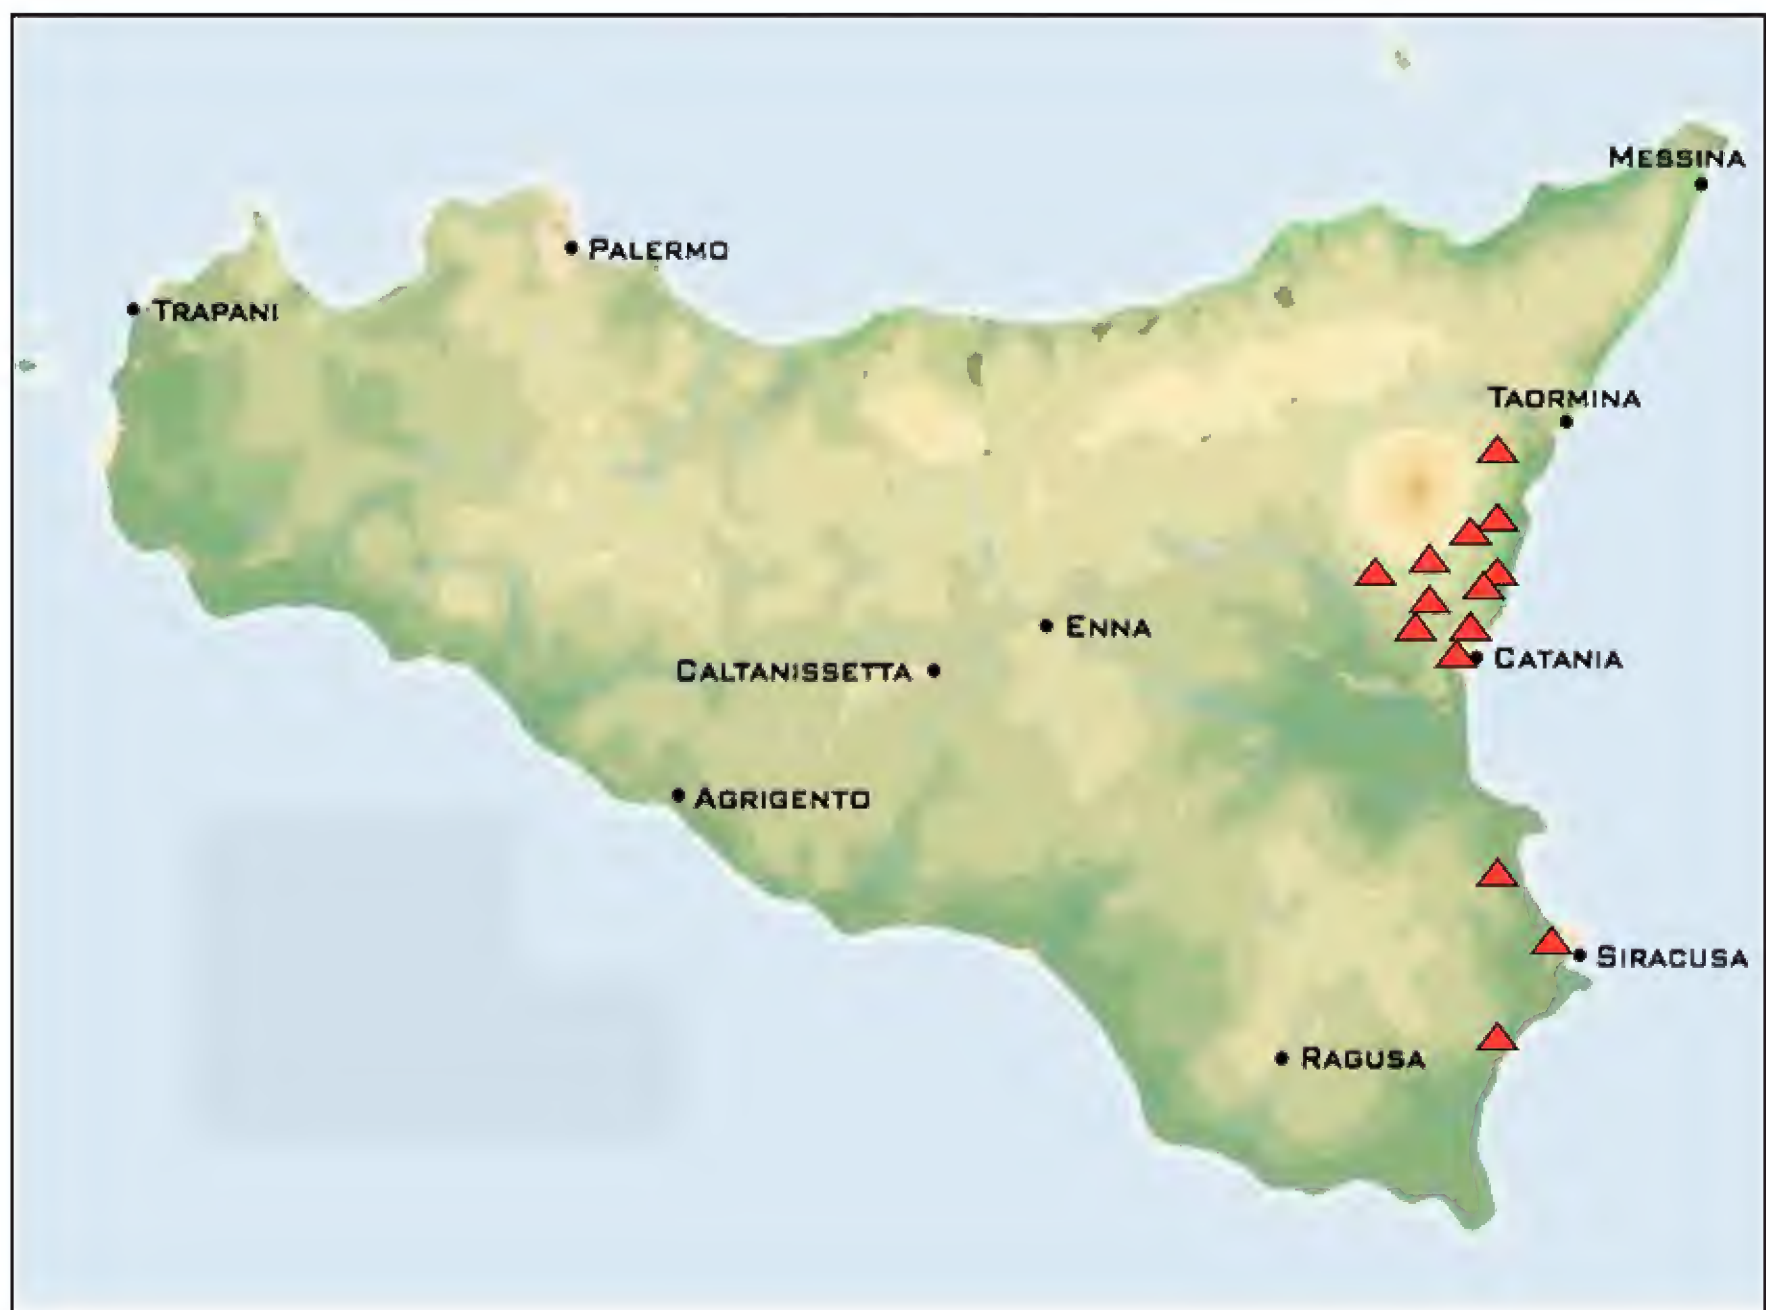 MESSINA
PALERMO
TRAPANI
TAORMINA
ENNA
CATANIA
CALTANISSETTA
AGRIGENTO
SIRACUSA
RAGUSA